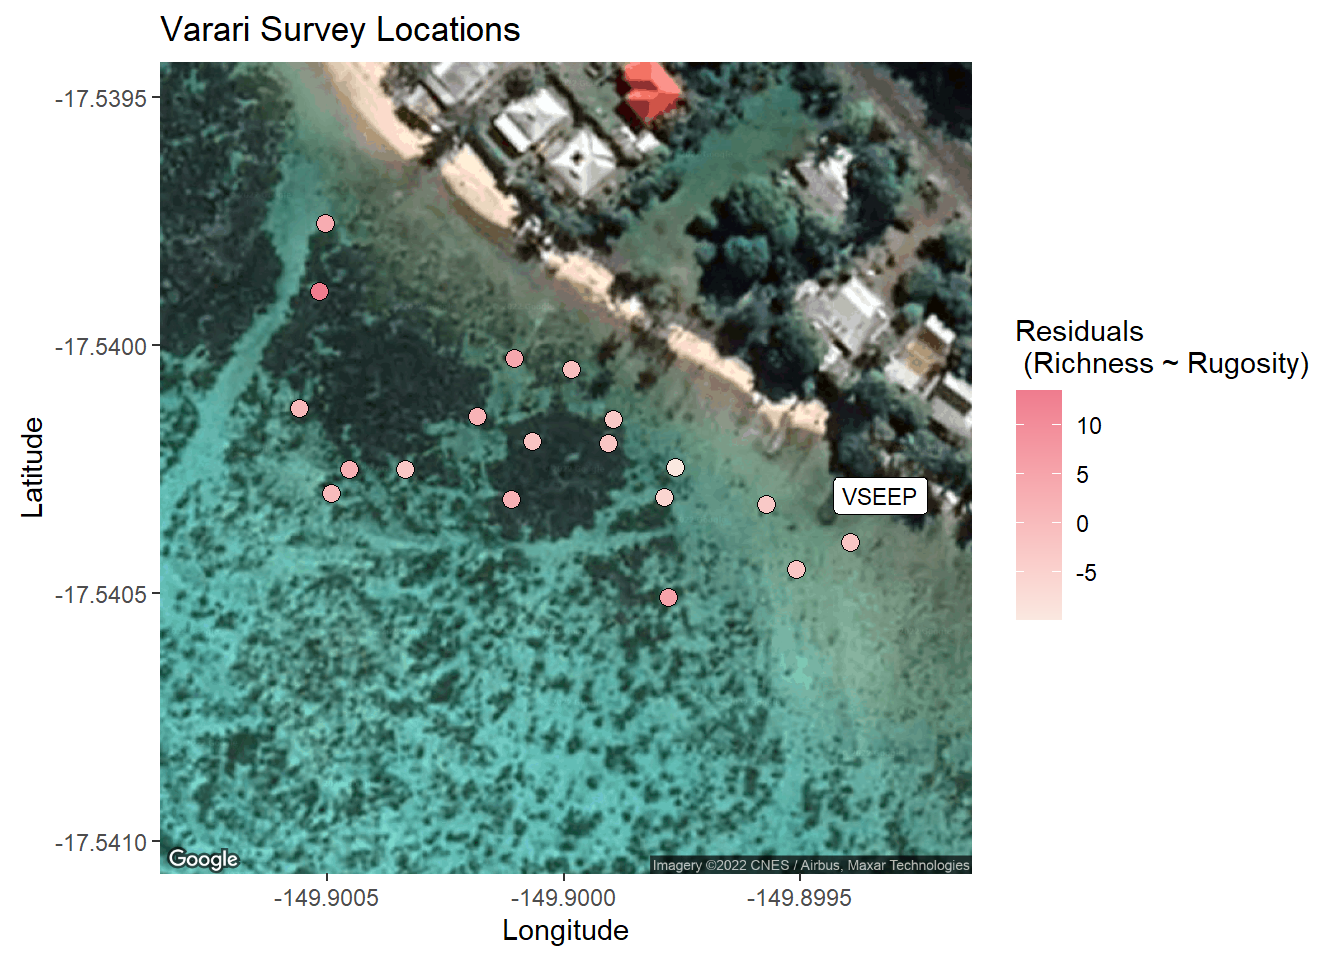 Varari Survey Locations
-17.5395
-17.5400
-17.5405
-17.5410
Latitude
VSEEP
Google
Imagery ©2022 CNES / Airbus, Maxar Technologies
-149.9005
-149.9000
-149.8995
Longitude
Residuals
(Richness ~ Rugosity)
10
5
0
-5